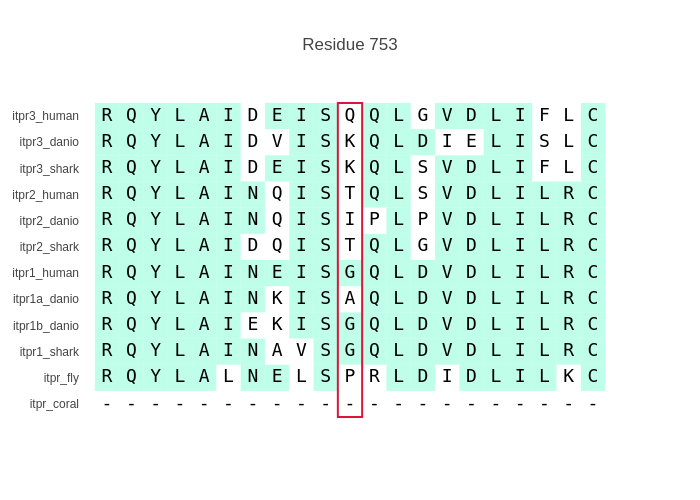 Residue 753
itpr3_human R Q Y L A I D E I S Q Q L G V D L I F L C
itpr3_danio R Q Y L A I D V I S K Q L D I E L I S L C
itpr3_shark R Q Y L A I D E I S K Q L S V D L I F L C
itpr2_human R Q Y L A I N Q I S T Q L S V D L I L R C
itpr2_danio R Q Y L A I N Q I S I P L P V D L I L R C
itpr2_shark R Q Y L A I D Q I S T Q L G V D L I L R C
itpr1_human R Q Y L A I N E I S G Q L D V D L I L R C
itpr1a_danio R Q Y L A I N K I S A Q L D V D L I L R C
itpr1b_danio R Q Y L A I E K I S G Q L D V D L I L R C
itpr1_shark R Q Y L A I N A V S G Q L D V D L I L R C
itpr_fly R Q Y L A L N E L S P R L D I D L I L K C
itpr_coral - - - - - - - - - - - - - - - - - - - - -